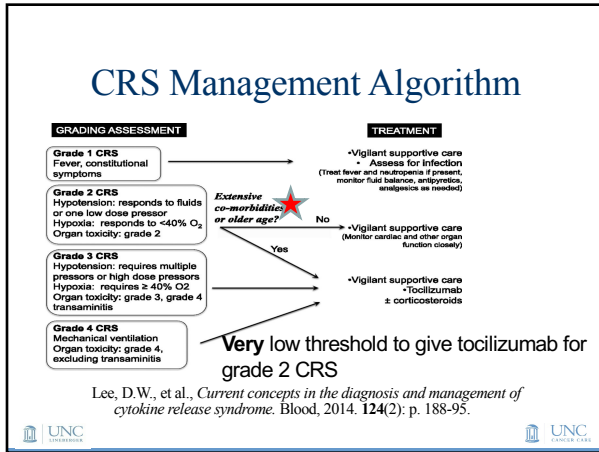 CRS Management Algorithm
GRADING ASSESSMENT
TREATMENT
Grade 1 CRS
Fever, constitutional
symptoms
•Vigilant supportive care
• Assess for infection
(Treat fever and neutropenia if present,
monitor fluid balance, antipyretics,
analgesics as needed)
Grade 2 CRS
Hypotension: responds to fluids
or one low dose pressor
Hypoxia: responds to <40% O₂
Organ toxicity: grade 2
Extensive
co-morbidities
or older age?
No
Yes
•Vigilant supportive care
(Monitor cardiac and other organ
function closely)
Grade 3 CRS
Hypotension: requires multiple
pressors or high dose pressors
Hypoxia: requires ≥ 40% O2
Organ toxicity: grade 3, grade 4
transaminitis
•Vigilant supportive care
•Tocilizumab
± corticosteroids
Grade 4 CRS
Mechanical ventilation
Organ toxicity: grade 4,
excluding transaminitis
Very low threshold to give tocilizumab for
grade 2 CRS
Lee, D.W., et al., Current concepts in the diagnosis and management of
cytokine release syndrome. Blood, 2014. 124(2): p. 188-95.
UNC
LINEBERGER
UNC
CANCER CARE